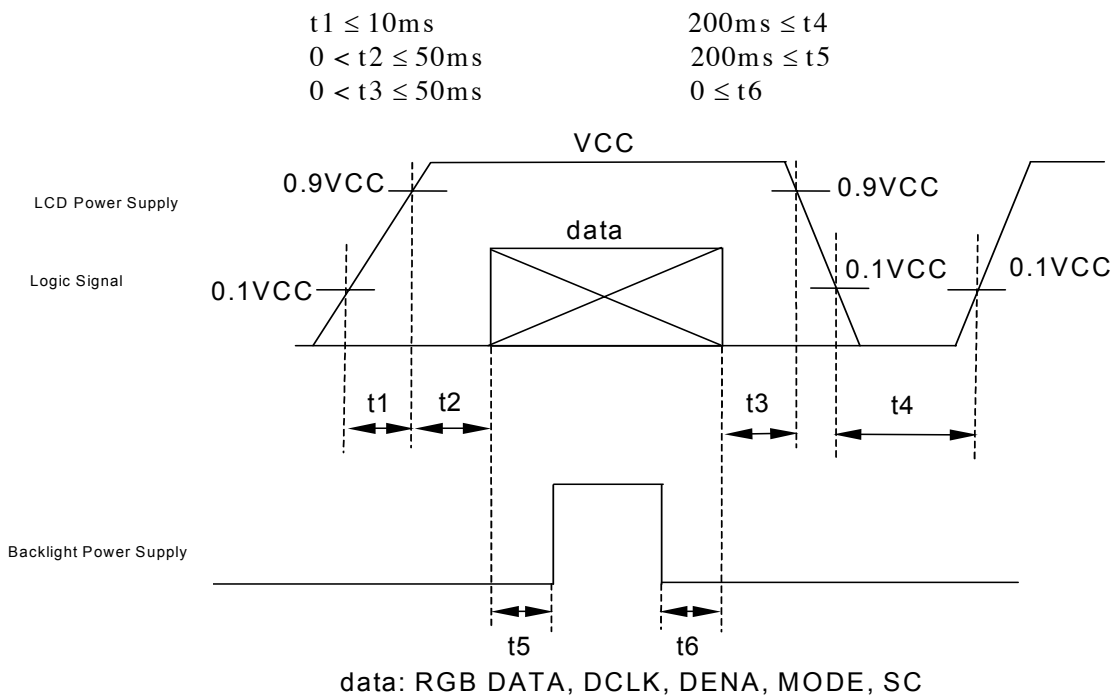 t1 ≤ 10ms 200ms ≤ t4
0 < t2 ≤ 50ms 200ms ≤ t5
0 < t3 ≤ 50ms 0 ≤ t6
VCC
0.9VCC 0.9VCC
LCD Power Supply
data
Logic Signal
0.1VCC 0.1VCC 0.1VCC
t1 t2 t3 t4
Backlight Power Supply
t5 t6
data: RGB DATA, DCLK, DENA, MODE, SC